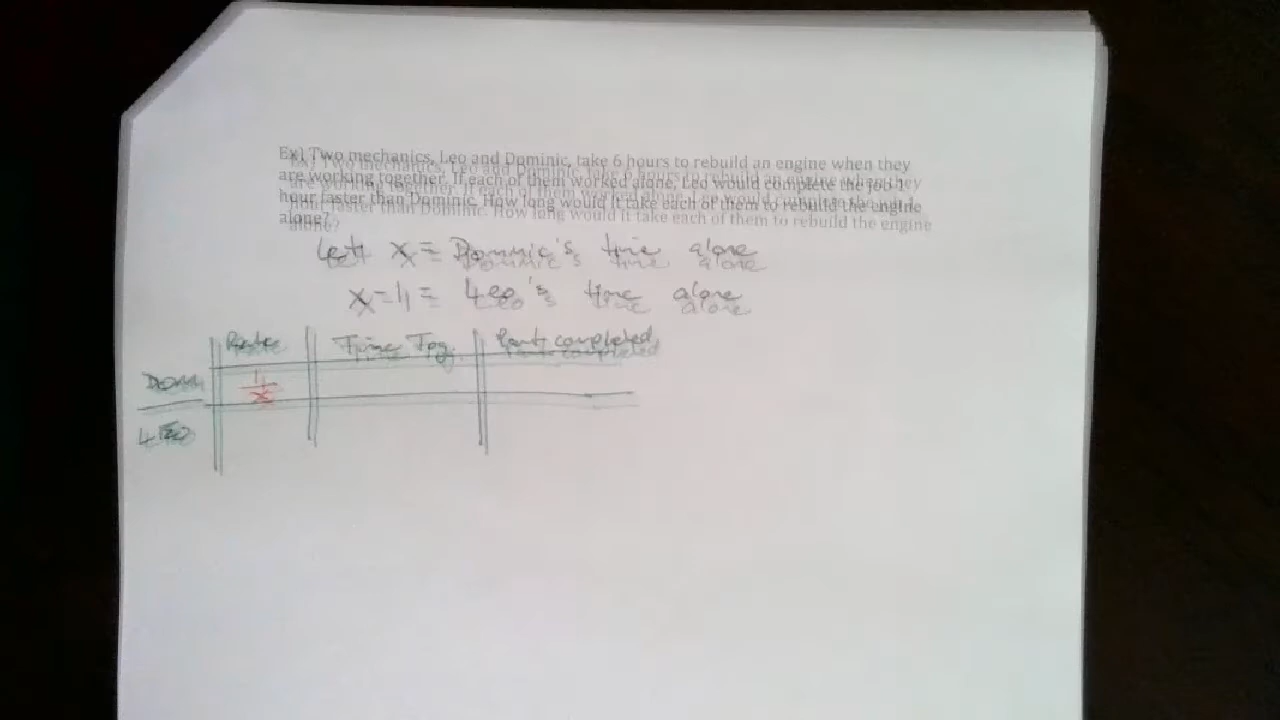 Ex) Two mechanics, Leo and Dominic, take 6 hours to rebuild an engine when they
are working together. If each of them worked alone, Leo would complete the job 1
hour faster than Dominic. How long would it take each of them to rebuild the engine
alone?
Let x = Dominic's time alone
x-1 = Leo's time alone
Rate Time Tog. Part completed
Dom 1/x
LEO